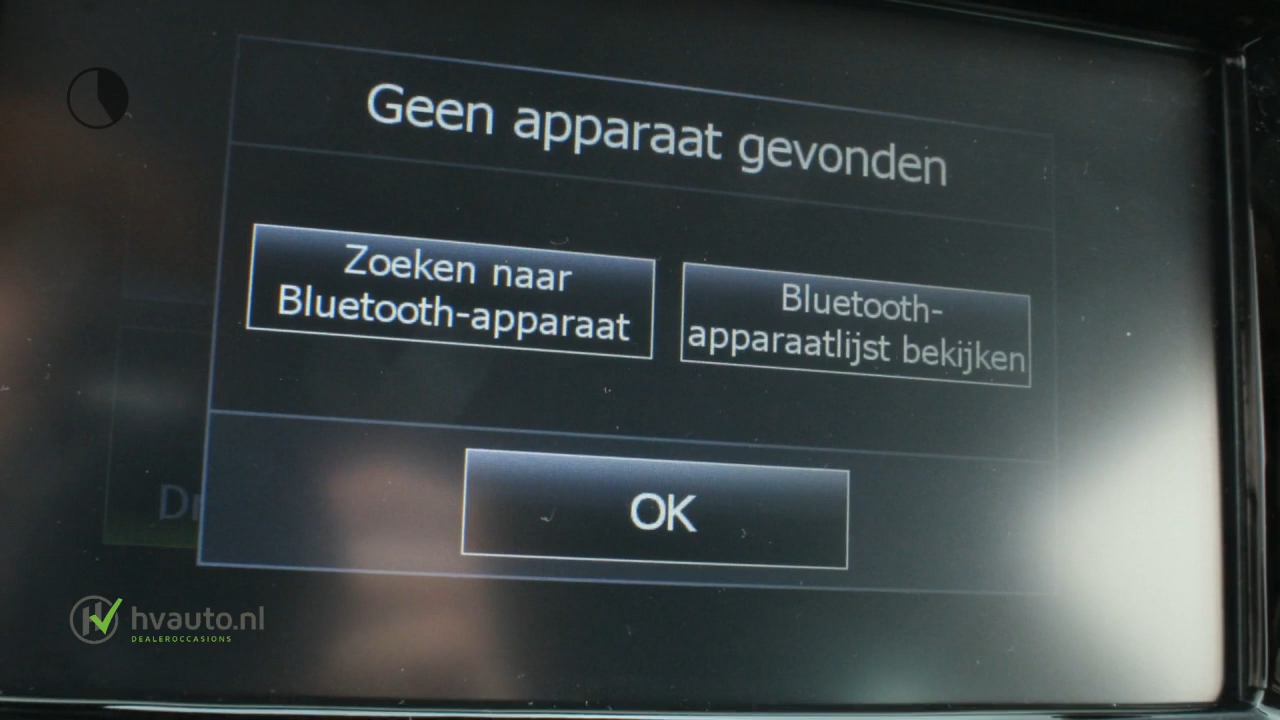 Geen apparaat gevonden
Zoeken naar
Bluetooth-apparaat
Bluetooth-
apparaatlijst bekijken
OK
hvauto.nl
DEALEROCCASIONS